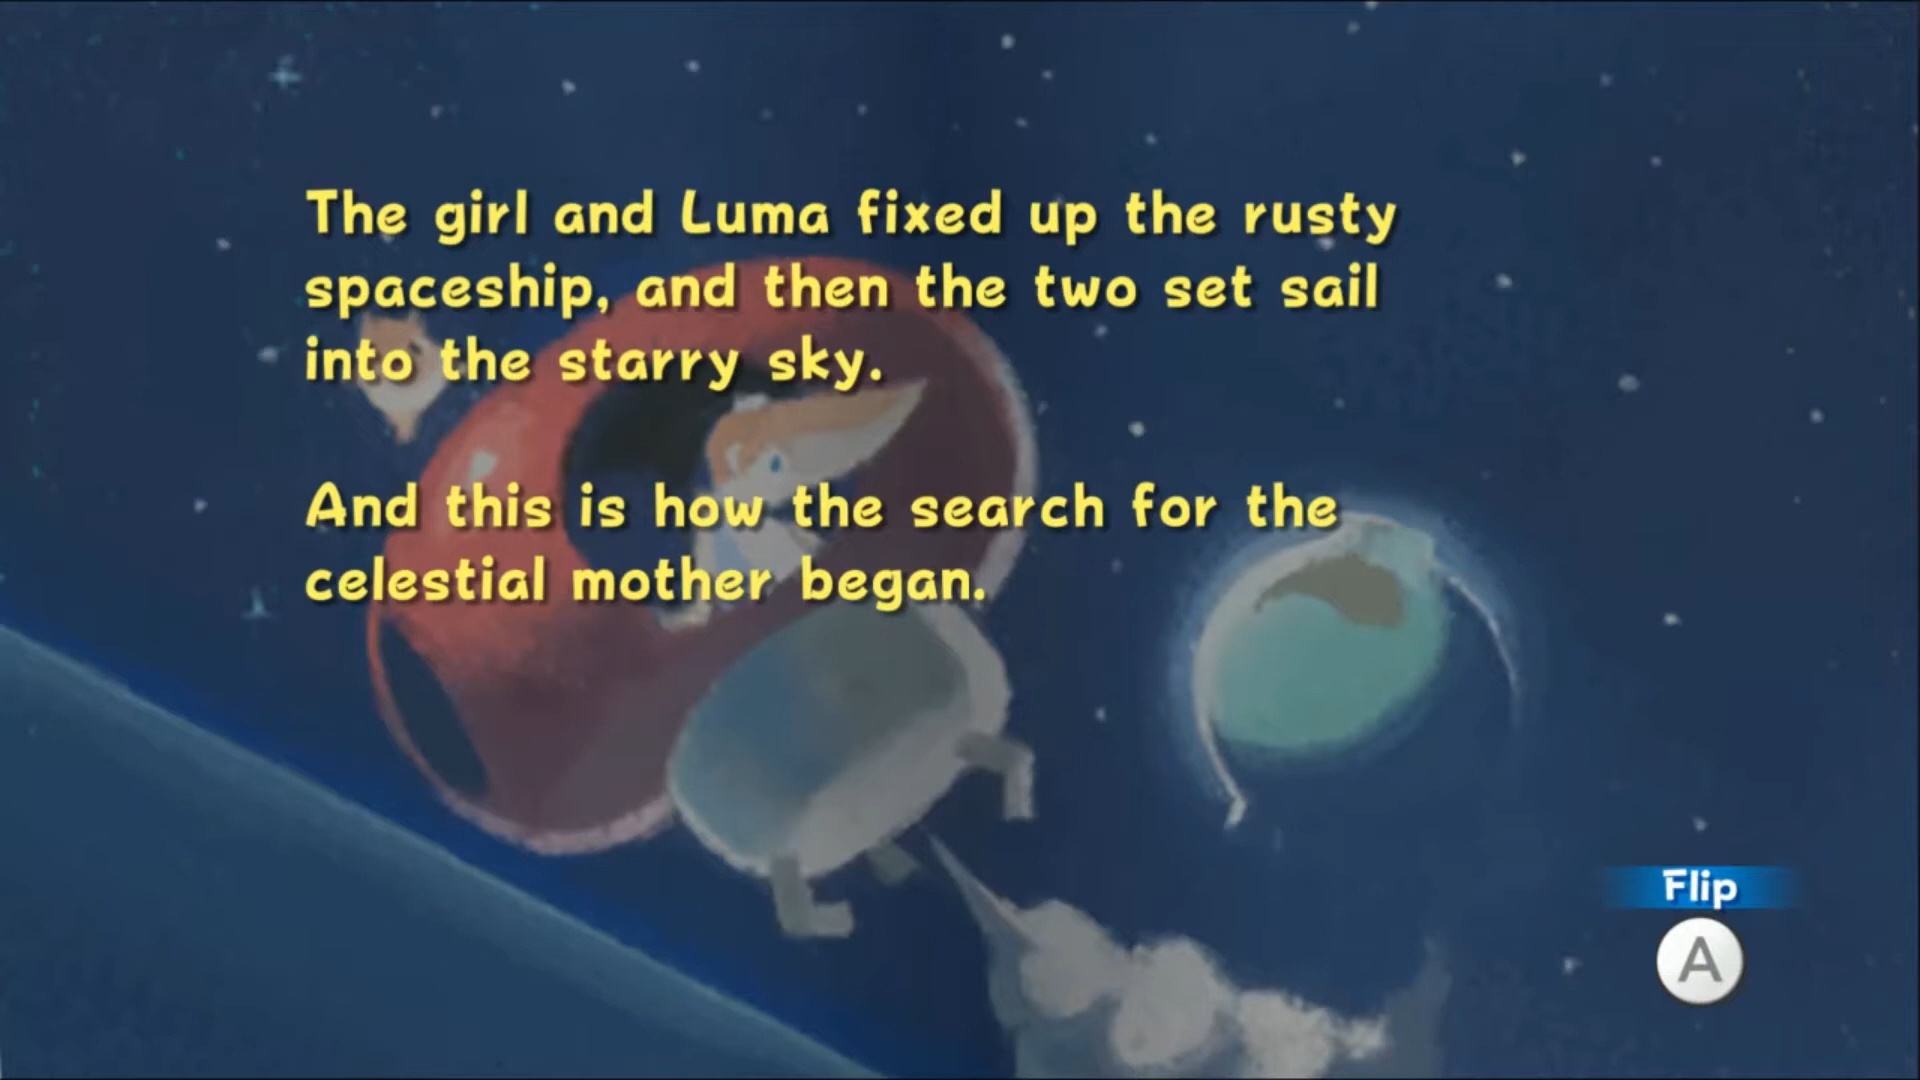 The girl and Luma fixed up the rusty
spaceship, and then the two set sail
into the starry sky.
And this is how the search for the
celestial mother began.
Flip
A